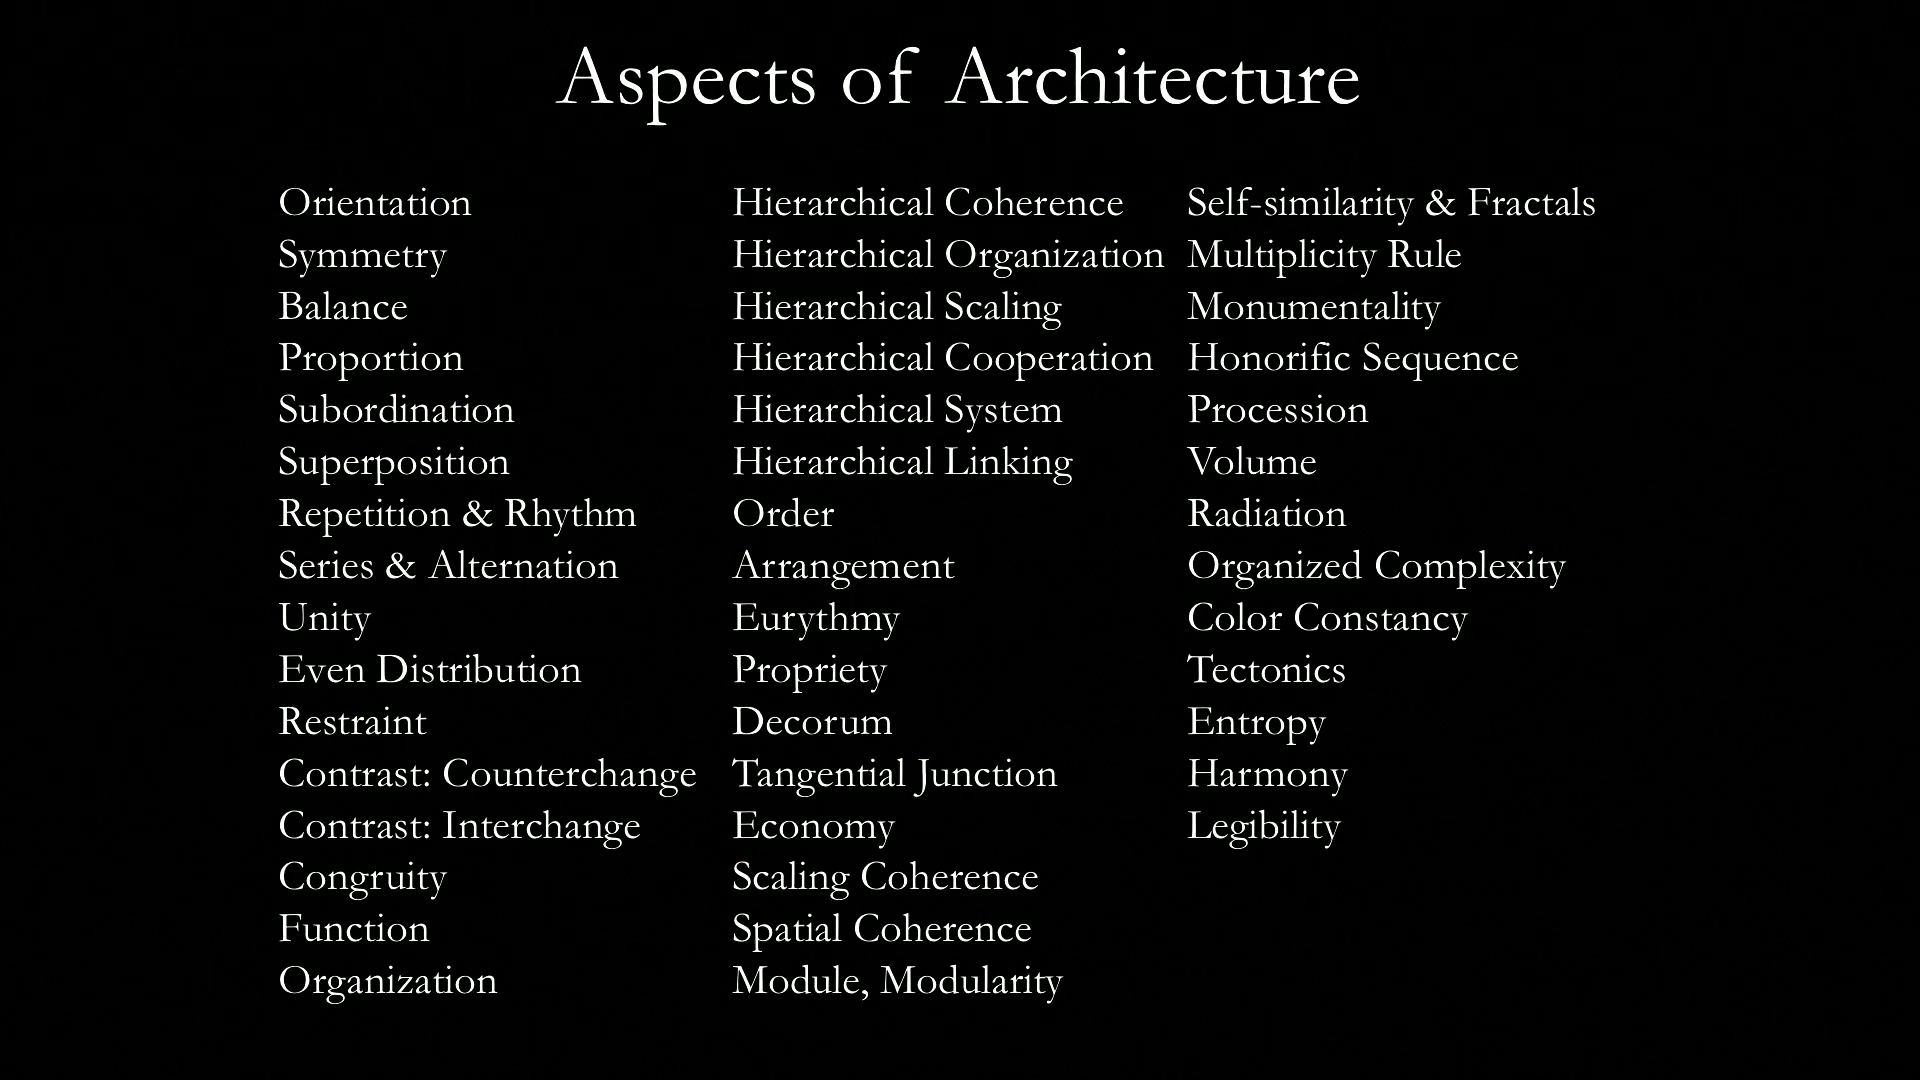 Aspects of Architecture
Orientation
Symmetry
Balance
Proportion
Subordination
Superposition
Repetition & Rhythm
Series & Alternation
Unity
Even Distribution
Restraint
Contrast: Counterchange
Contrast: Interchange
Congruity
Function
Organization
Hierarchical Coherence
Hierarchical Organization
Hierarchical Scaling
Hierarchical Cooperation
Hierarchical System
Hierarchical Linking
Order
Arrangement
Eurythmy
Propriety
Decorum
Tangential Junction
Economy
Scaling Coherence
Spatial Coherence
Module, Modularity
Self-similarity & Fractals
Multiplicity Rule
Monumentality
Honorific Sequence
Procession
Volume
Radiation
Organized Complexity
Color Constancy
Tectonics
Entropy
Harmony
Legibility